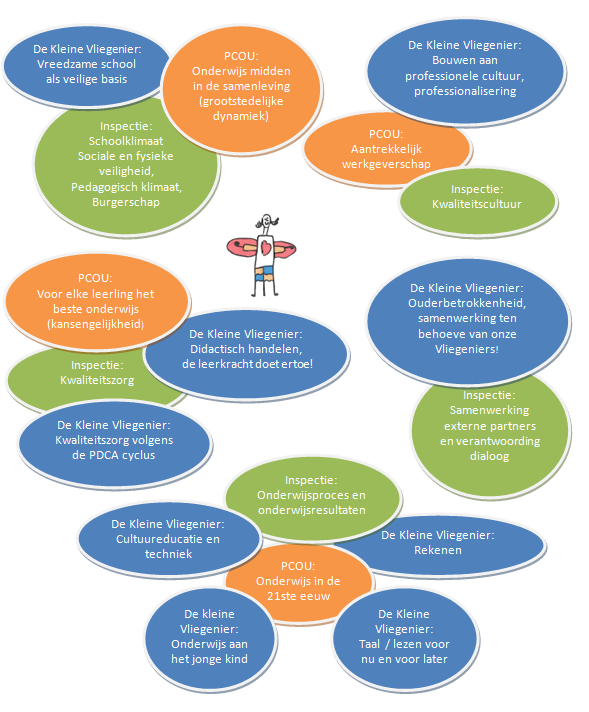 De Kleine Vliegenier:
Vreedzame school
als veilige basis
PCOU:
Onderwijs midden
in de samenleving
(grootstedelijke
dynamiek)
De Kleine Vliegenier:
Bouwen aan
professionele cultuur,
professionalisering
Inspectie:
Schoolklimaat
Sociale en fysieke
veiligheid,
Pedagogisch klimaat,
Burgerschap
PCOU:
Aantrekkelijk
werkgeverschap
Inspectie:
Kwaliteitscultuur
PCOU:
Voor elke leerling het
beste onderwijs
(kansengelijkheid)
De Kleine Vliegenier:
Didactisch handelen,
de leerkracht doet ertoe!
De Kleine Vliegenier:
Ouderbetrokkenheid,
samenwerking ten
behoeve van onze
Vliegeniers!
Inspectie:
Kwaliteitszorg
Inspectie:
Samenwerking
externe partners
en verantwoording
dialoog
De Kleine Vliegenier:
Kwaliteitszorg volgens
de PDCA cyclus
Inspectie:
Onderwijsproces en
onderwijsresultaten
De Kleine Vliegenier:
Cultuureducatie en
techniek
De Kleine Vliegenier:
Rekenen
PCOU:
Onderwijs in de
21ste eeuw
De kleine
Vliegenier:
Onderwijs aan
het jonge kind
De Kleine
Vliegenier:
Taal / lezen voor
nu en voor later